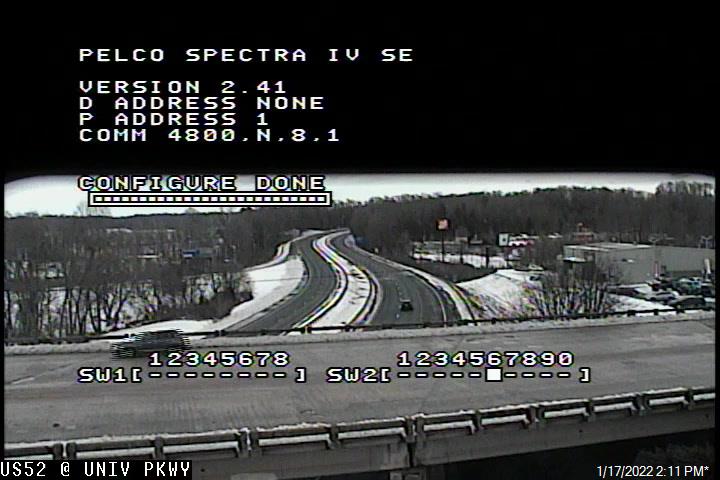 PELCO SPECTRA IV SE
VERSION 2.41
D ADDRESS NONE
P ADDRESS 1
COMM 4800,N,8,1
CONFIGURE DONE
12345678 1234567890
SW1[--------] SW2[-----■----]
US52 @ UNIV PKWY
1/17/2022 2:11 PM*